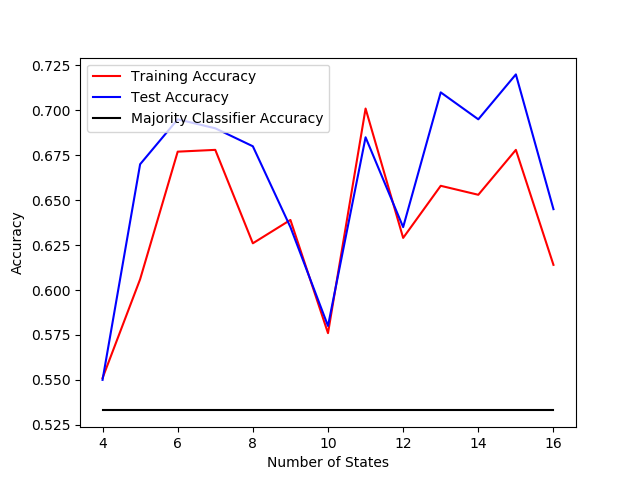 0.725
0.700
0.675
0.650
0.625
0.600
0.575
0.550
0.525
Accuracy
Training Accuracy
Test Accuracy
Majority Classifier Accuracy
4 6 8 10 12 14 16
Number of States